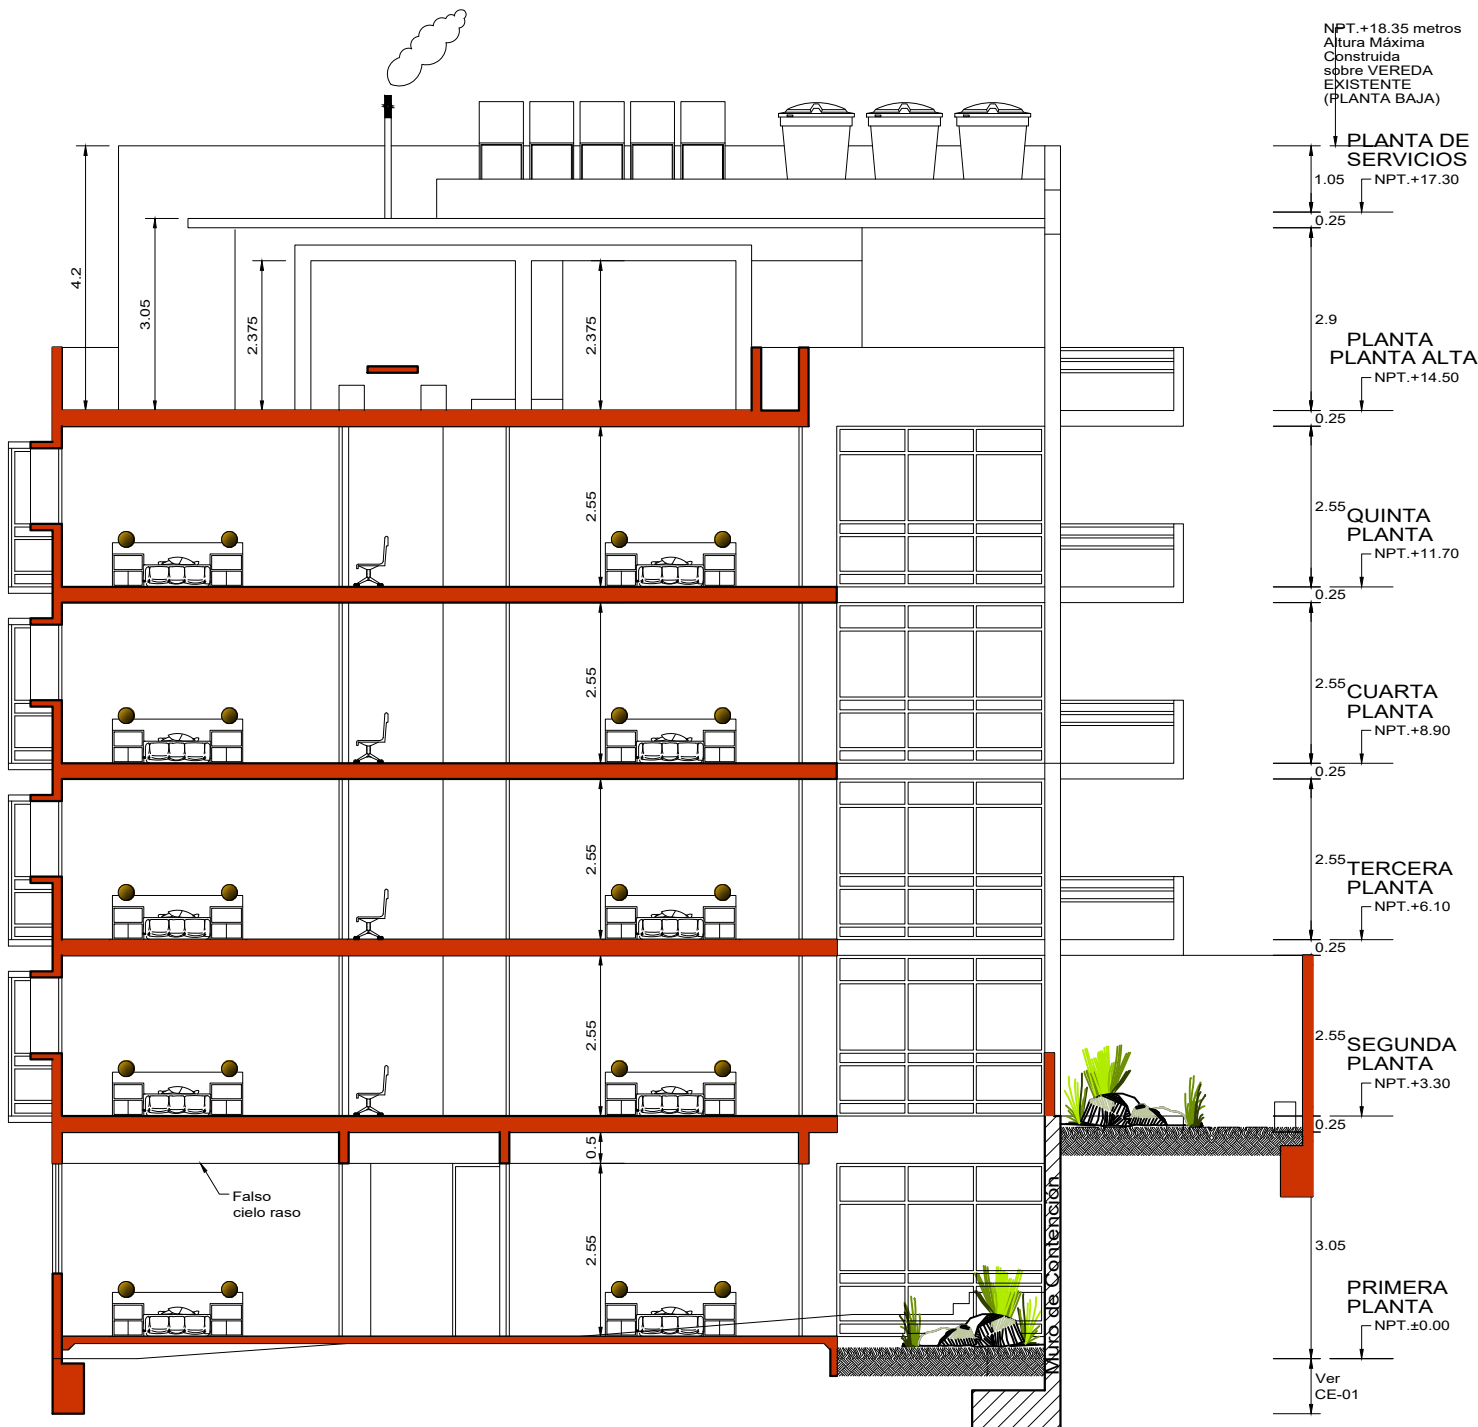 NPT.+18.35 metros
Altura Máxima
Construida
sobre VEREDA
EXISTENTE
(PLANTA BAJA)
PLANTA DE
SERVICIOS
1.05
NPT.+17.30
0.25
4.2
3.05
2.375
2.375
2.9
PLANTA
PLANTA ALTA
NPT.+14.50
0.25
2.55
2.55
QUINTA
PLANTA
NPT.+11.70
0.25
2.55
2.55
CUARTA
PLANTA
NPT.+8.90
0.25
2.55
2.55
TERCERA
PLANTA
NPT.+6.10
0.25
2.55
2.55
SEGUNDA
PLANTA
NPT.+3.30
0.25
0.5
Falso
cielo raso
2.55
Muro de Contención
3.05
PRIMERA
PLANTA
NPT.±0.00
Ver
CE-01